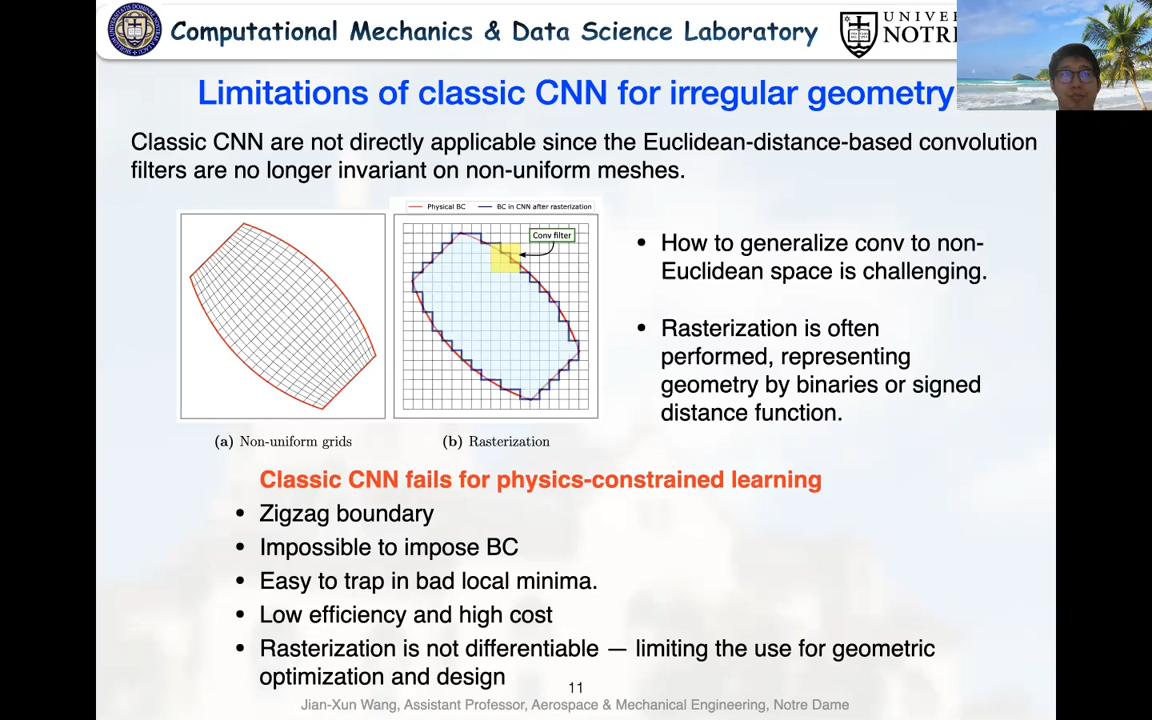 Computational Mechanics & Data Science Laboratory
Limitations of classic CNN for irregular geometry
Classic CNN are not directly applicable since the Euclidean-distance-based convolution
filters are no longer invariant on non-uniform meshes.
Physical BC
BC in CNN after rasterization
Conv filter
(a) Non-uniform grids
(b) Rasterization
• How to generalize conv to non-
Euclidean space is challenging.
• Rasterization is often
performed, representing
geometry by binaries or signed
distance function.
Classic CNN fails for physics-constrained learning
• Zigzag boundary
• Impossible to impose BC
• Easy to trap in bad local minima.
• Low efficiency and high cost
• Rasterization is not differentiable — limiting the use for geometric
optimization and design
11
Jian-Xun Wang, Assistant Professor, Aerospace & Mechanical Engineering, Notre Dame